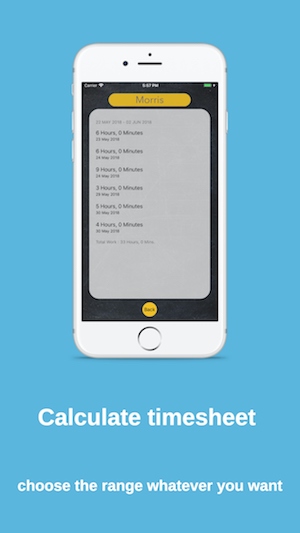 Carrier
5:57 PM
Morris
23 MAY 2018 - 03 JUN 2018
6 Hours, 0 Minutes
23 May 2018
6 Hours, 0 Minutes
24 May 2018
9 Hours, 0 Minutes
26 May 2018
3 Hours, 0 Minutes
28 May 2018
5 Hours, 0 Minutes
30 May 2018
4 Hours, 0 Minutes
30 May 2018
Total Work : 33 Hours, 0 Mins
Back
Calculate timesheet
choose the range whatever you want